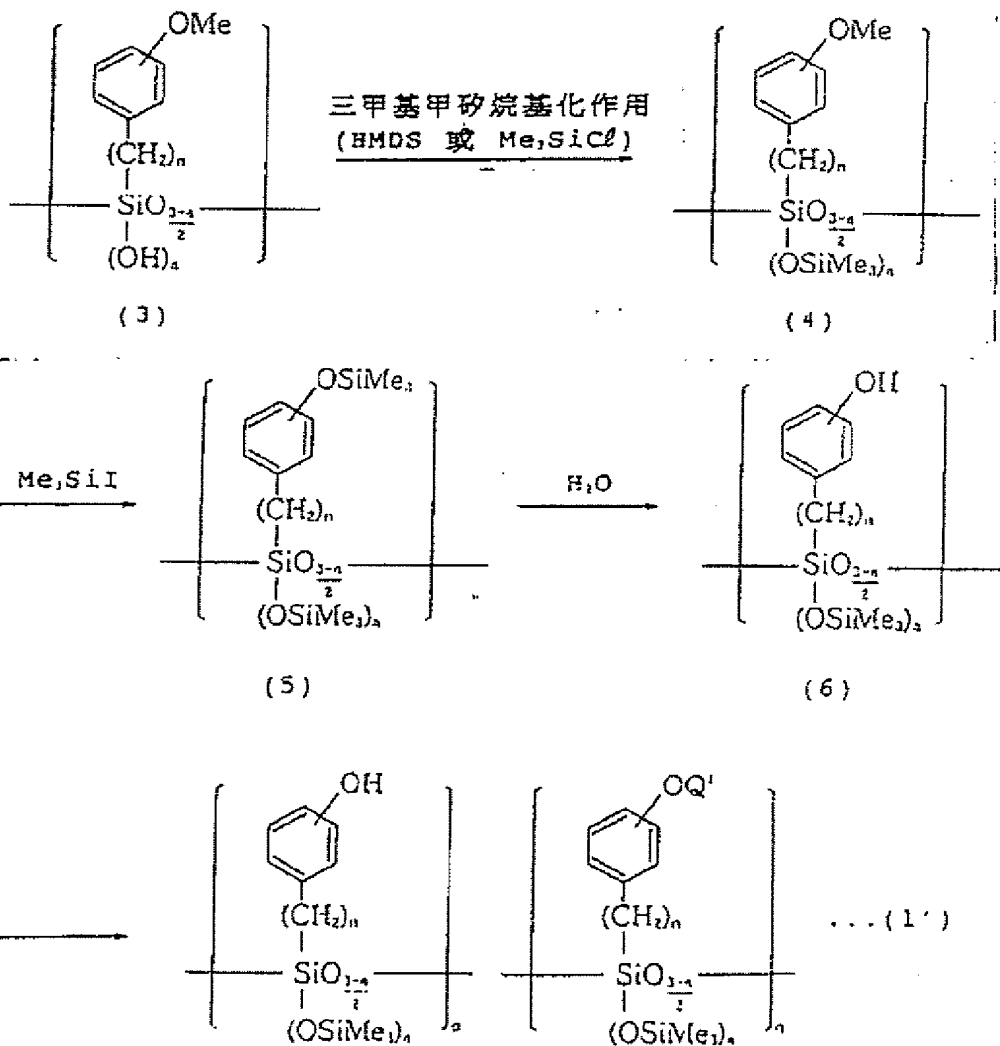 OMe
OMe
三甲基甲矽烷基化作用
(HMDS 或 Me₃SiCℓ)
(CH₂)ₙ
(CH₂)ₙ
SiO
SiO
(OH)ₐ
(OSiMe₃)ₐ
(3)
(4)
OSiMe₃
OH
Me₃SiI
H₂O
(CH₂)ₙ
(CH₂)ₙ
SiO
SiO
(OSiMe₃)ₐ
(OSiMe₃)ₐ
(5)
(6)
OH
OQ'
(CH₂)ₙ
(CH₂)ₙ
...(1')
SiO
SiO
(OSiMe₃)ₐ
(OSiMe₃)ₐ